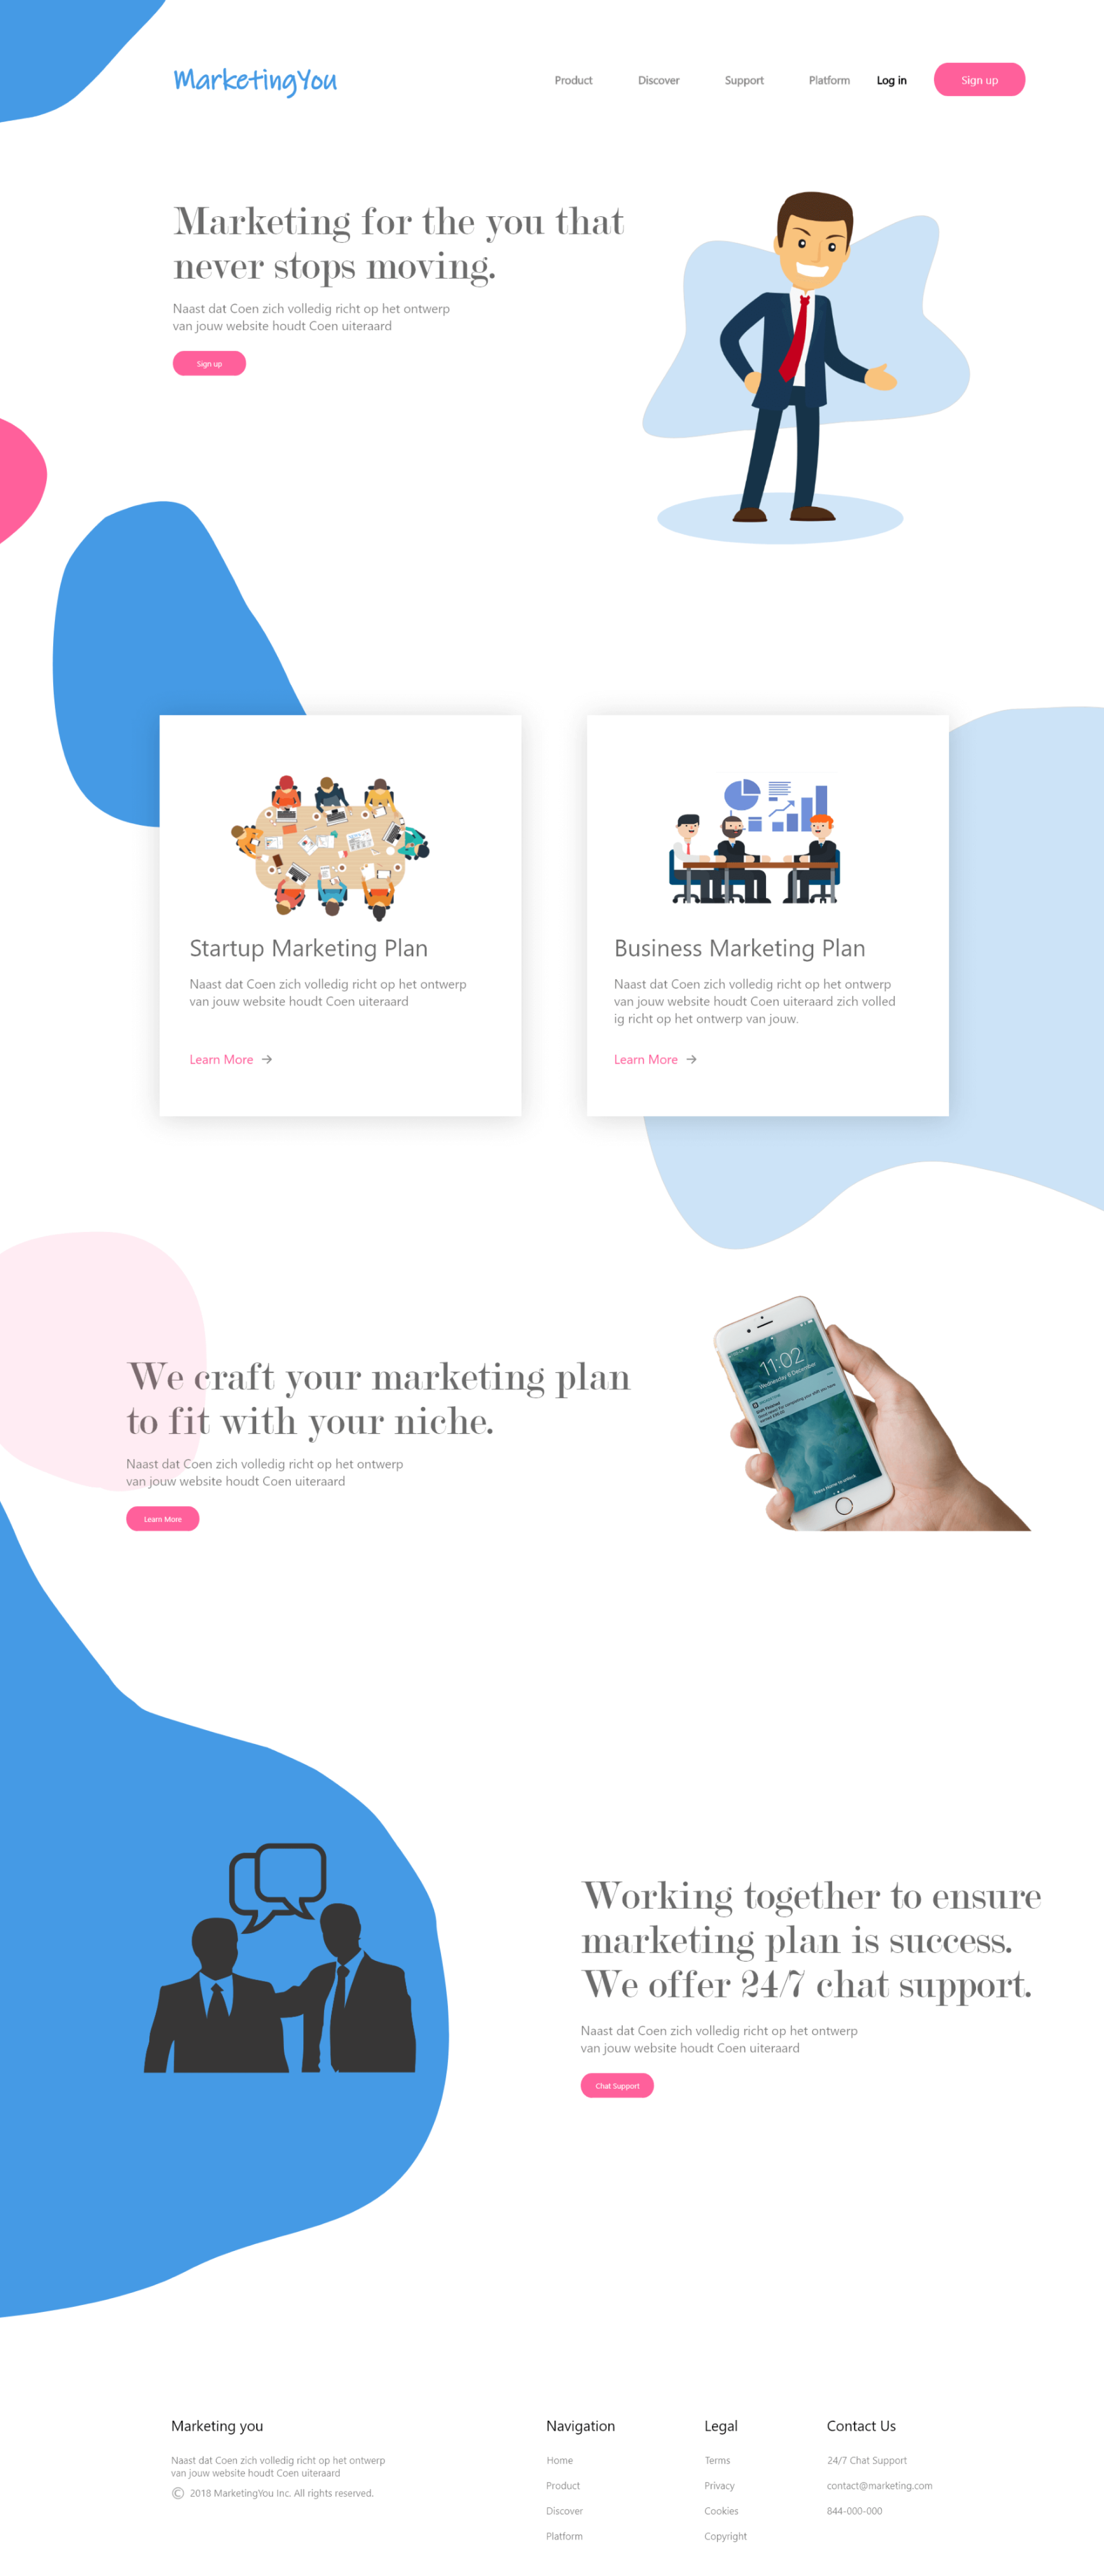 MarketingYou
Product
Discover
Support
Platform
Log in
Sign up
Marketing for the you that
never stops moving.
Naast dat Coen zich volledig richt op het ontwerp
van jouw website houdt Coen uiteraard
Sign up
Startup Marketing Plan
Naast dat Coen zich volledig richt op het ontwerp
van jouw website houdt Coen uiteraard
Learn More
Business Marketing Plan
Naast dat Coen zich volledig richt op het ontwerp
van jouw website houdt Coen uiteraard zich volled
ig richt op het ontwerp van jouw.
Learn More
We craft your marketing plan
to fit with your niche.
Naast dat Coen zich volledig richt op het ontwerp
van jouw website houdt Coen uiteraard
Learn More
11:02
Wednesday 6 December
Press home to unlock
Working together to ensure
marketing plan is success.
We offer 24/7 chat support.
Naast dat Coen zich volledig richt op het ontwerp
van jouw website houdt Coen uiteraard
Chat Support
Marketing you
Naast dat Coen zich volledig richt op het ontwerp
van jouw website houdt Coen uiteraard
© 2018 MarketingYou Inc. All rights reserved.
Navigation
Home
Product
Discover
Platform
Legal
Terms
Privacy
Cookies
Copyright
Contact Us
24/7 Chat Support
contact@marketing.com
844-000-000